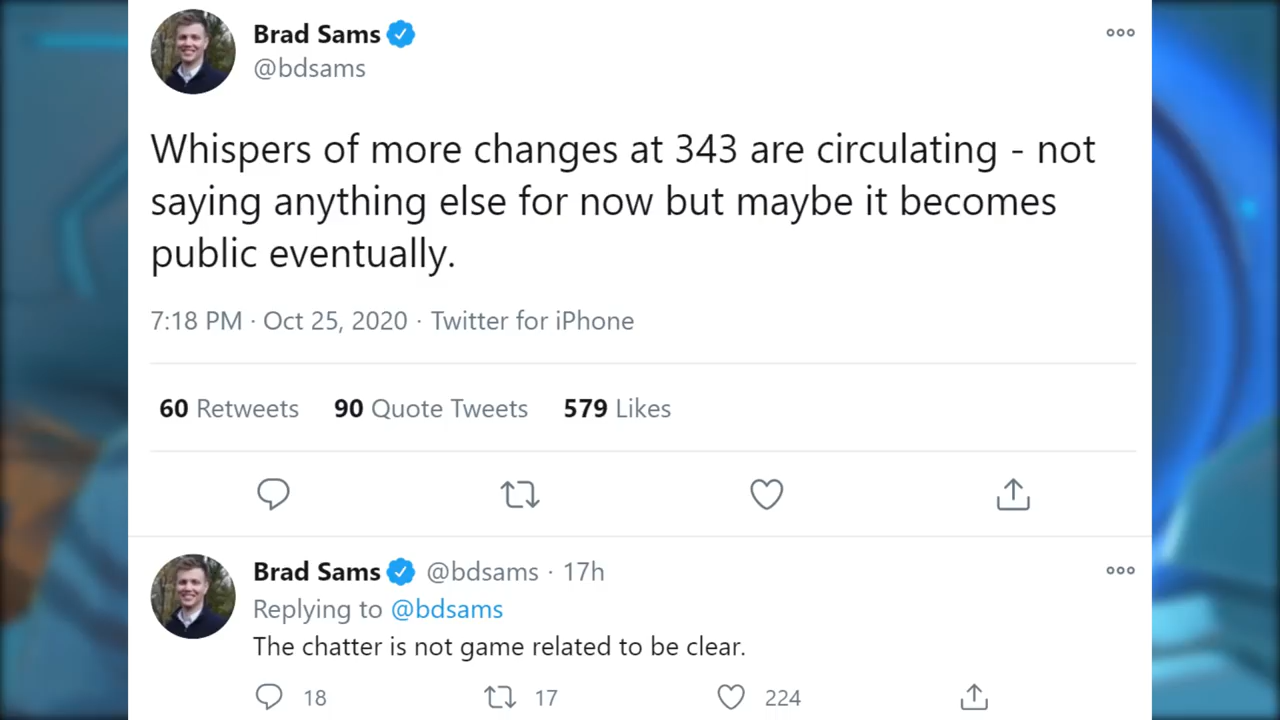 Brad Sams
@bdsams
Whispers of more changes at 343 are circulating - not
saying anything else for now but maybe it becomes
public eventually.
7:18 PM · Oct 25, 2020 · Twitter for iPhone
60 Retweets 90 Quote Tweets 579 Likes
Brad Sams @bdsams · 17h
Replying to @bdsams
The chatter is not game related to be clear.
18 17 224